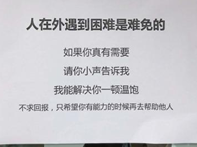 人在外遇到困难是难免的
如果你真有需要
请你小声告诉我
我能解决你一顿温饱
不求回报，只希望你有能力的时候再去帮助他人